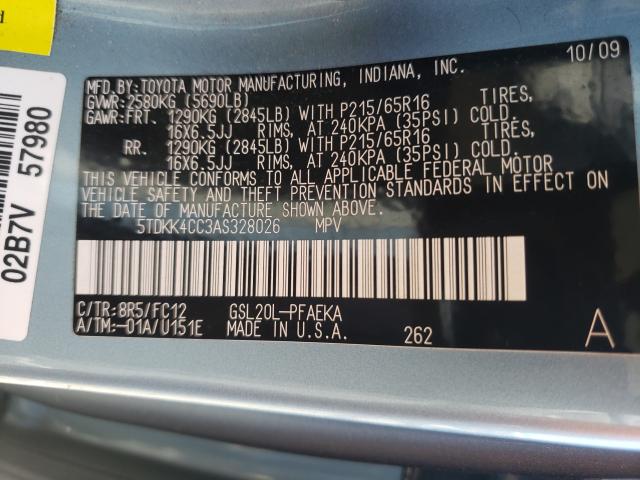 d
02B7V 57980
10/09
MFD. BY: TOYOTA MOTOR MANUFACTURING, INDIANA, INC.
GVWR: 2580KG (5690LB)
GAWR: FRT. 1290KG (2845LB) WITH P215/65R16 TIRES,
16X6.5JJ RIMS, AT 240KPA (35PSI) COLD.
RR. 1290KG (2845LB) WITH P215/65R16 TIRES,
16X6.5JJ RIMS, AT 240KPA (35PSI) COLD.
THIS VEHICLE CONFORMS TO ALL APPLICABLE FEDERAL MOTOR
VEHICLE SAFETY AND THEFT PREVENTION STANDARDS IN EFFECT ON
THE DATE OF MANUFACTURE SHOWN ABOVE.
5TDKK4CC3AS328026 MPV
C/TR: 8R5/FC12 GSL20L-PFAEKA
A/TM:-01A/U151E MADE IN U.S.A. 262 A